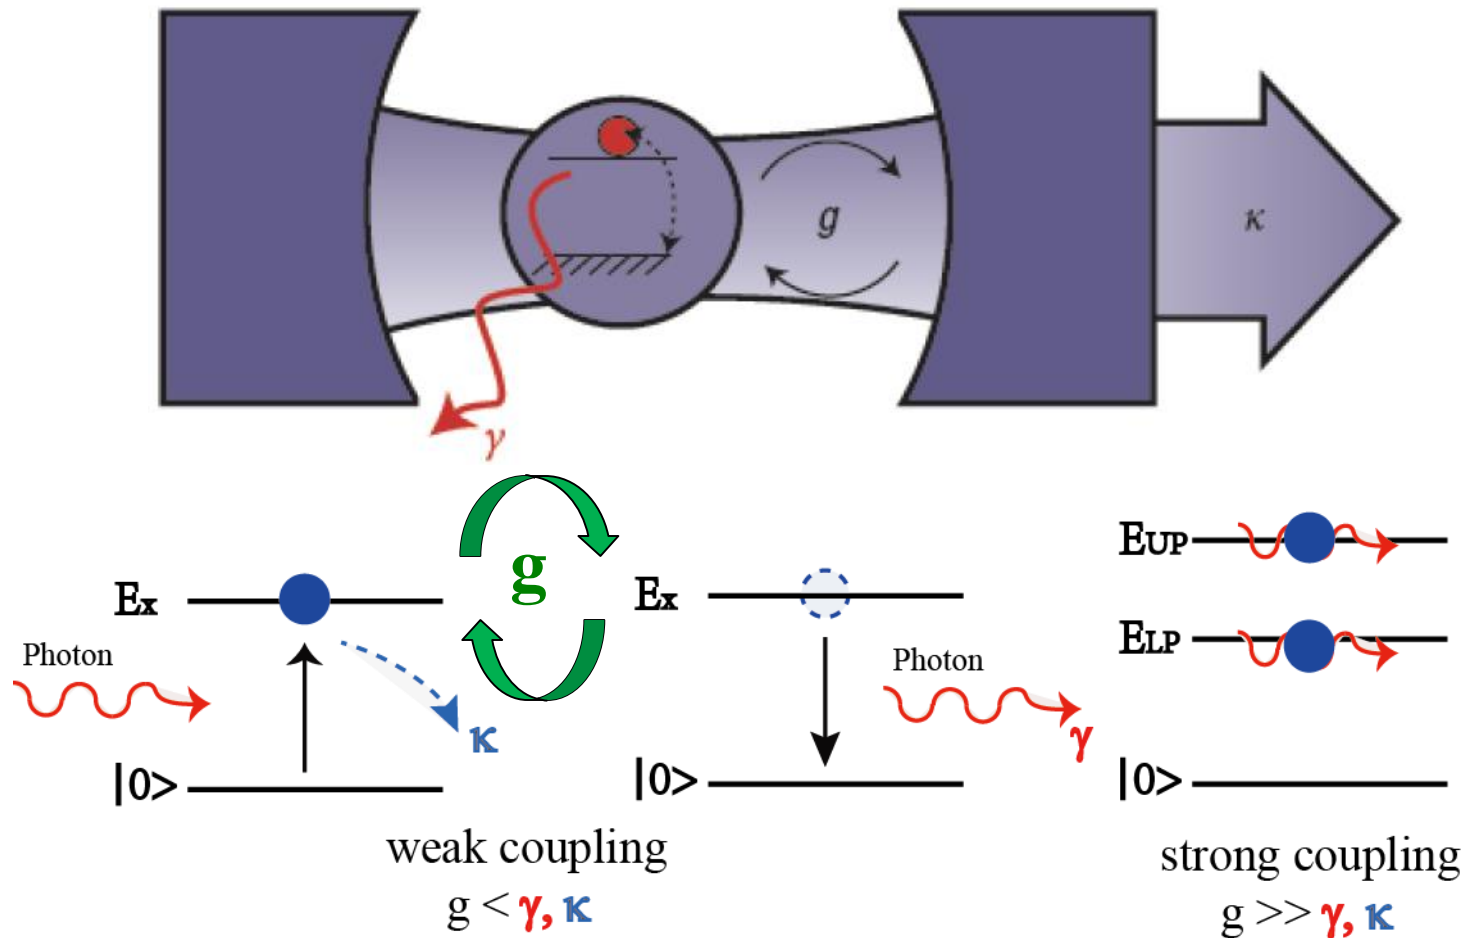 g
κ
γ
g
Ex
Photon
κ
|0>
Ex
Photon
γ
|0>
EUP
ELP
|0>
weak coupling
g < γ, κ
strong coupling
g >> γ, κ